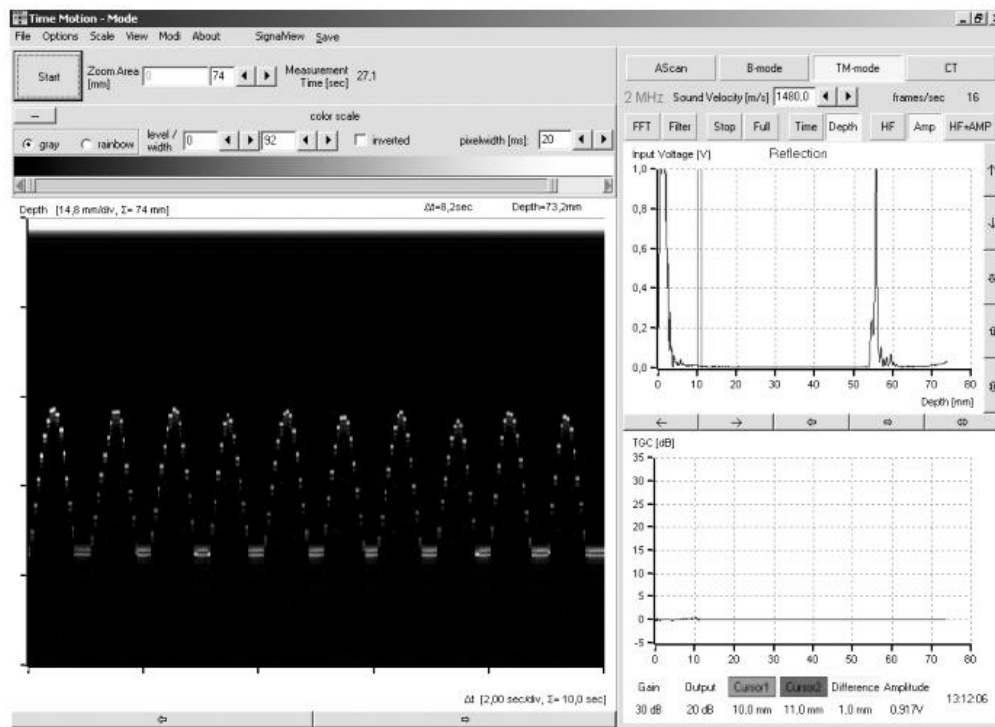 Time Motion - Mode
File Options Scale View Modi About SignalView Save
Start
Zoom Area [mm] 0 74
Measurement Time [sec] 27,1
color scale
gray rainbow level / width 0 92 inverted pixelwidth [ms]: 20
Depth [14,8 mm/div, Σ= 74 mm] Δt=8,2sec Depth=73,2mm
Δt [2,00 sec/div, Σ= 10,0 sec]
AScan B-mode TM-mode CT
2 MHz Sound Velocity [m/s] 1480,0 frames/sec 16
FFT Filter Stop Full Time Depth HF Amp HF+AMP
Input Voltage [V] Reflection
1,0
0,8
0,6
0,4
0,2
0,0
0 10 20 30 40 50 60 70 80
Depth [mm]
TGC [dB]
35
30
25
20
15
10
5
0
-5
0 10 20 30 40 50 60 70 80
Gain Output Cursor1 Cursor2 Difference Amplitude
30 dB 20 dB 10.0 mm 11.0 mm 1.0 mm 0.917V 13:12:06